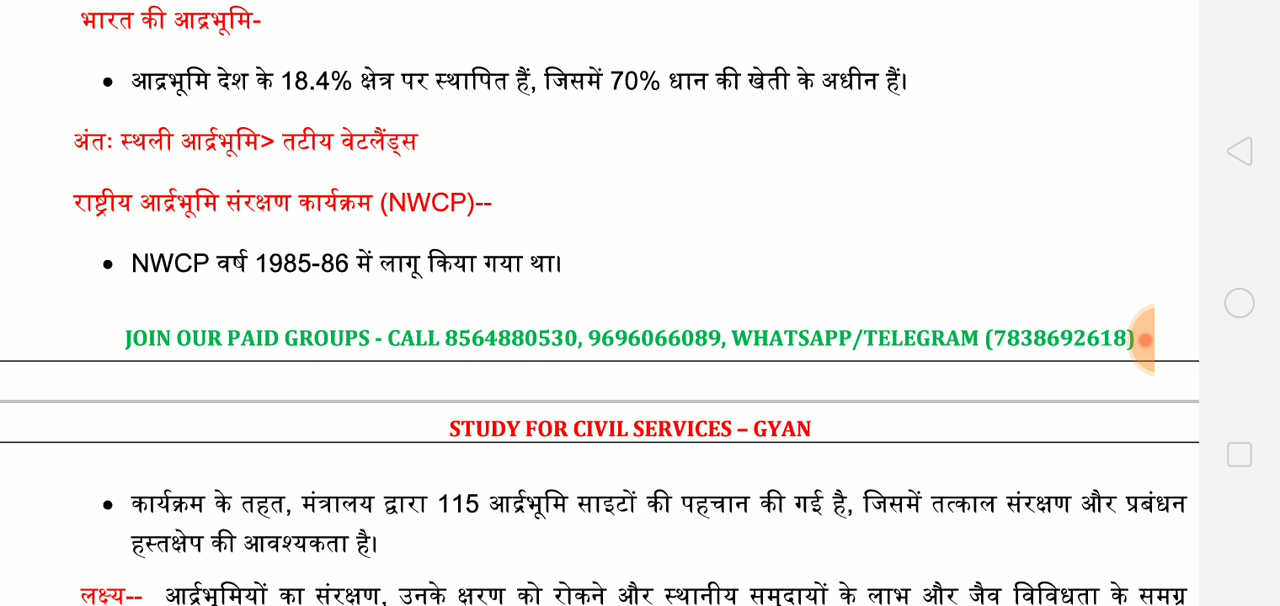 भारत की आद्रभूमि-
• आद्रभूमि देश के 18.4% क्षेत्र पर स्थापित हैं, जिसमें 70% धान की खेती के अधीन हैं।
अंतः स्थली आर्द्रभूमि> तटीय वेटलैंड्स
राष्ट्रीय आर्द्रभूमि संरक्षण कार्यक्रम (NWCP)--
• NWCP वर्ष 1985-86 में लागू किया गया था।
JOIN OUR PAID GROUPS - CALL 8564880530, 9696066089, WHATSAPP/TELEGRAM (7838692618)
STUDY FOR CIVIL SERVICES – GYAN
• कार्यक्रम के तहत, मंत्रालय द्वारा 115 आर्द्रभूमि साइटों की पहचान की गई है, जिसमें तत्काल संरक्षण और प्रबंधन
हस्तक्षेप की आवश्यकता है।
लक्ष्य-- आर्द्रभूमियों का संरक्षण, उनके क्षरण को रोकने और स्थानीय समुदायों के लाभ और जैव विविधता के समग्र